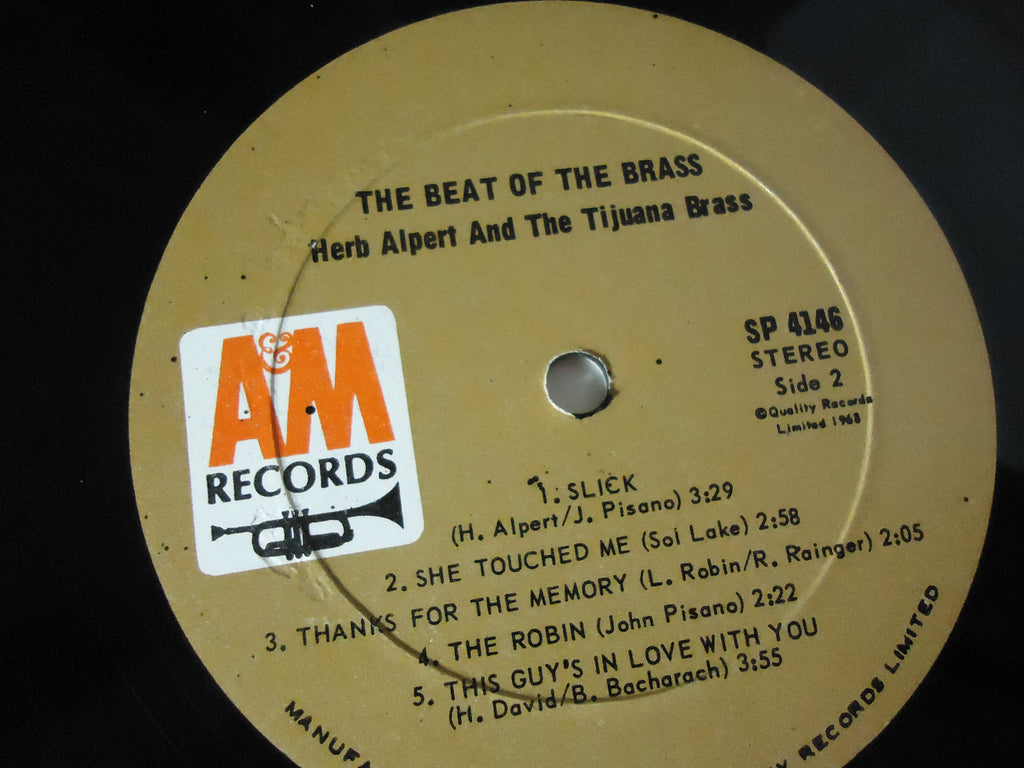 THE BEAT OF THE BRASS
Herb Alpert And The Tijuana Brass
A&M
RECORDS
SP 4146
STEREO
Side 2
©Quality Records
Limited 1968
1. SLICK
(H. Alpert/J. Pisano) 3:29
2. SHE TOUCHED ME (Sol Lake) 2:58
3. THANKS FOR THE MEMORY (L. Robin/R. Rainger) 2:05
4. THE ROBIN (John Pisano) 2:22
5. THIS GUY'S IN LOVE WITH YOU
(H. David/B. Bacharach) 3:55
MANUFA
Y RECORDS LIMITED